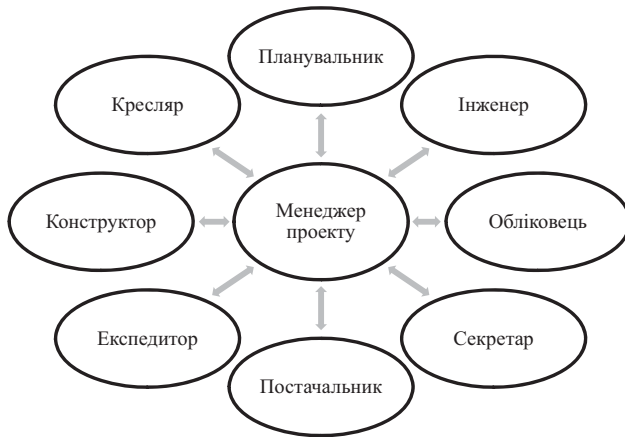 Планувальник
Кресляр
Інженер
Менеджер
проекту
Конструктор
Обліковець
Експедитор
Секретар
Постачальник